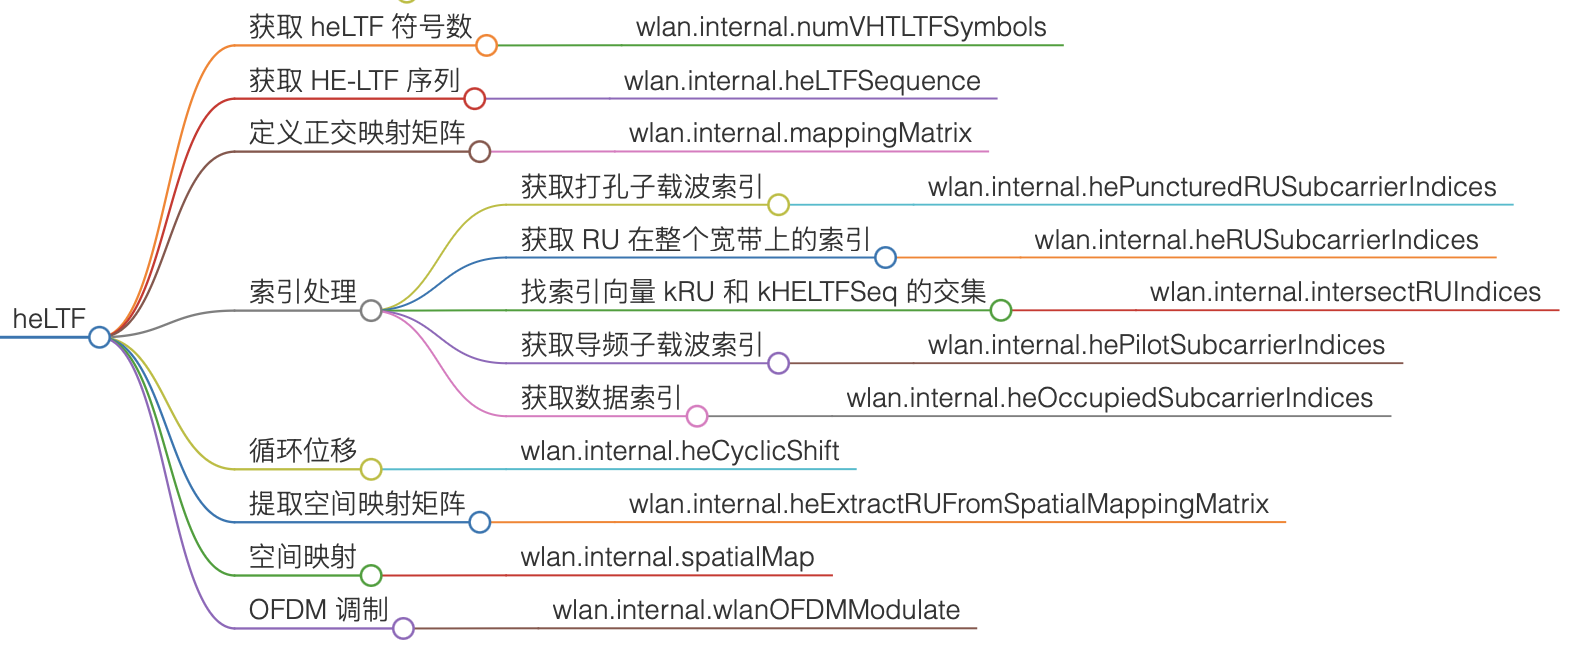 获取 heLTF 符号数 wlan.internal.numVHTLTFSymbols
获取 HE-LTF 序列 wlan.internal.heLTFSequence
定义正交映射矩阵 wlan.internal.mappingMatrix
获取打孔子载波索引 wlan.internal.hePuncturedRUSubcarrierIndices
获取 RU 在整个宽带上的索引 wlan.internal.heRUSubcarrierIndices
索引处理 找索引向量 kRU 和 kHELTFSeq 的交集 wlan.internal.intersectRUIndices
heLTF
获取导频子载波索引 wlan.internal.hePilotSubcarrierIndices
获取数据索引 wlan.internal.heOccupiedSubcarrierIndices
循环位移 wlan.internal.heCyclicShift
提取空间映射矩阵 wlan.internal.heExtractRUFromSpatialMappingMatrix
空间映射 wlan.internal.spatialMap
OFDM 调制 wlan.internal.wlanOFDMModulate